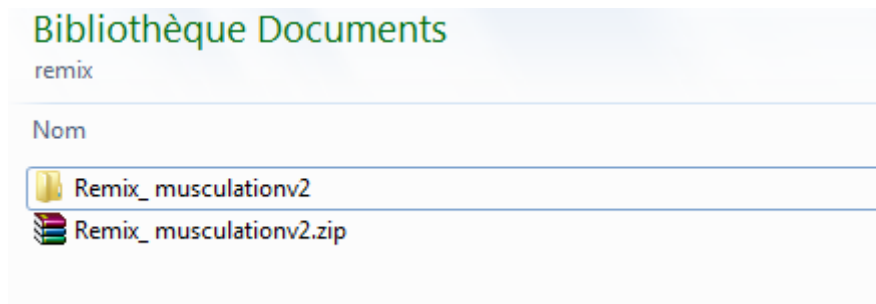 Bibliothèque Documents
remix
Nom
Remix_ musculationv2
Remix_ musculationv2.zip